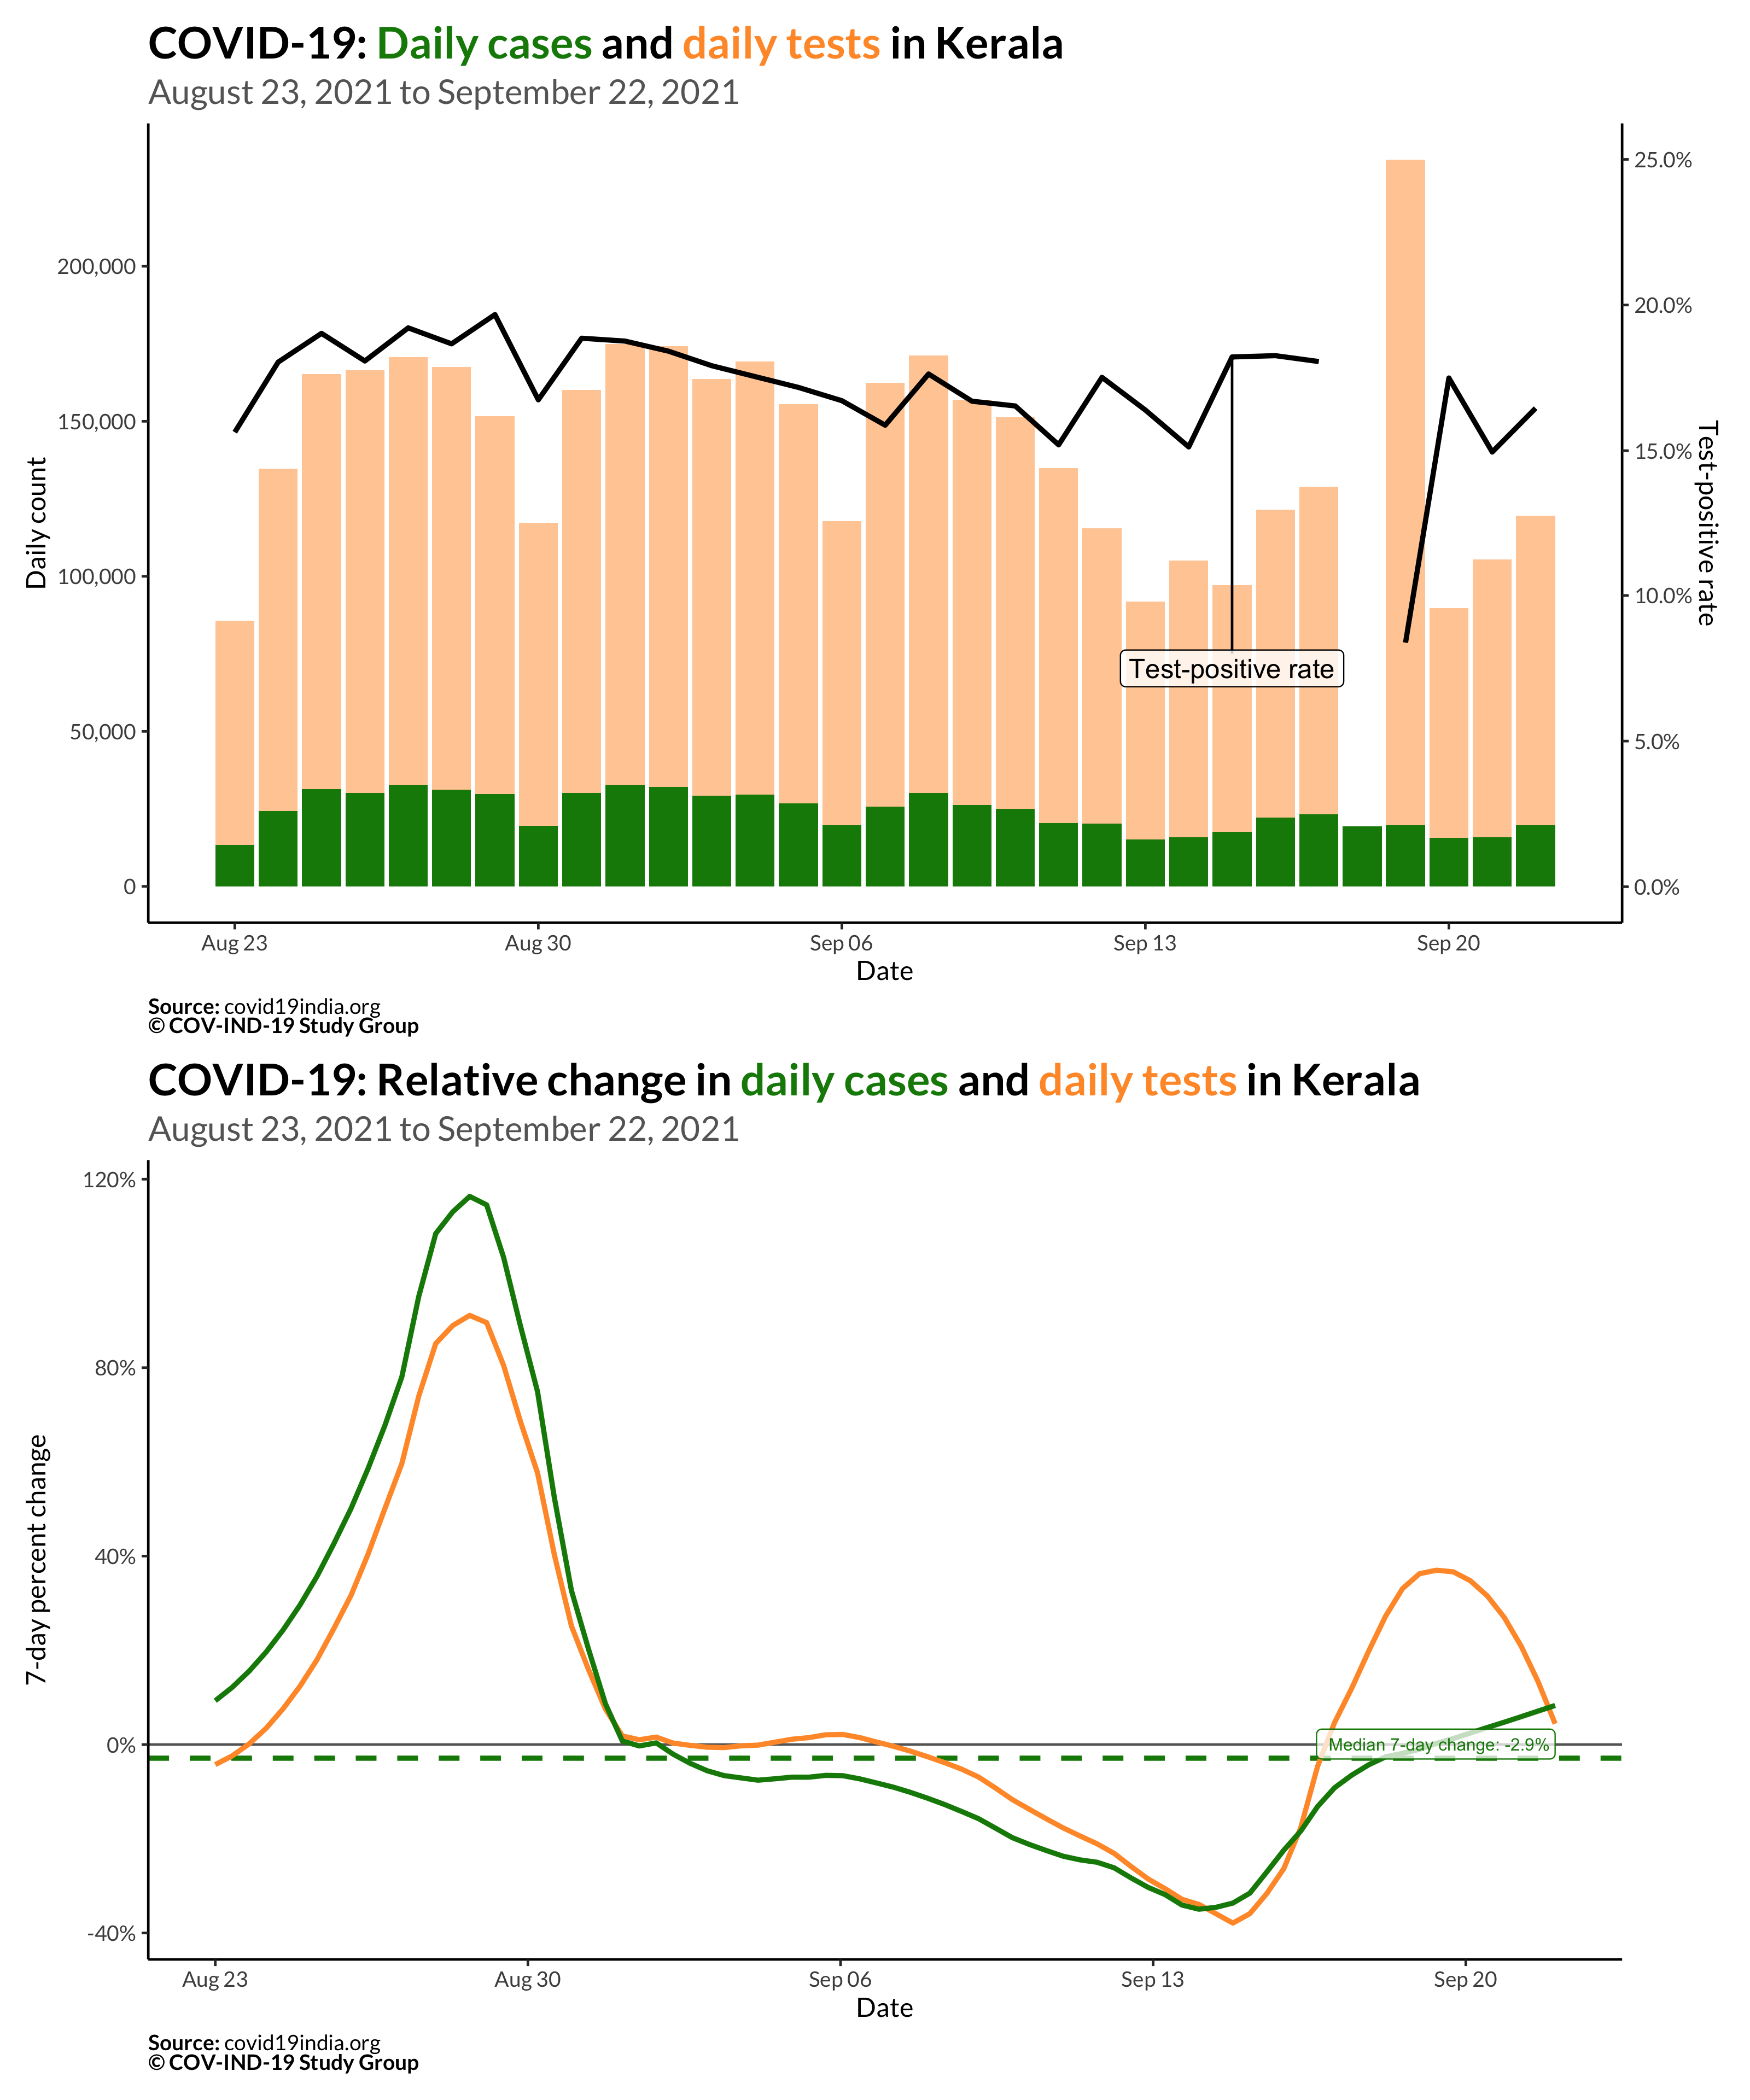 COVID-19: Daily cases and daily tests in Kerala
August 23, 2021 to September 22, 2021
Daily count
200,000
150,000
100,000
50,000
0
25.0%
20.0%
15.0%
10.0%
5.0%
0.0%
Test-positive rate
Test-positive rate
Aug 23
Aug 30
Sep 06
Sep 13
Sep 20
Date
Source: covid19india.org
© COV-IND-19 Study Group
COVID-19: Relative change in daily cases and daily tests in Kerala
August 23, 2021 to September 22, 2021
7-day percent change
120%
80%
40%
0%
-40%
Median 7-day change: -2.9%
Aug 23
Aug 30
Sep 06
Sep 13
Sep 20
Date
Source: covid19india.org
© COV-IND-19 Study Group